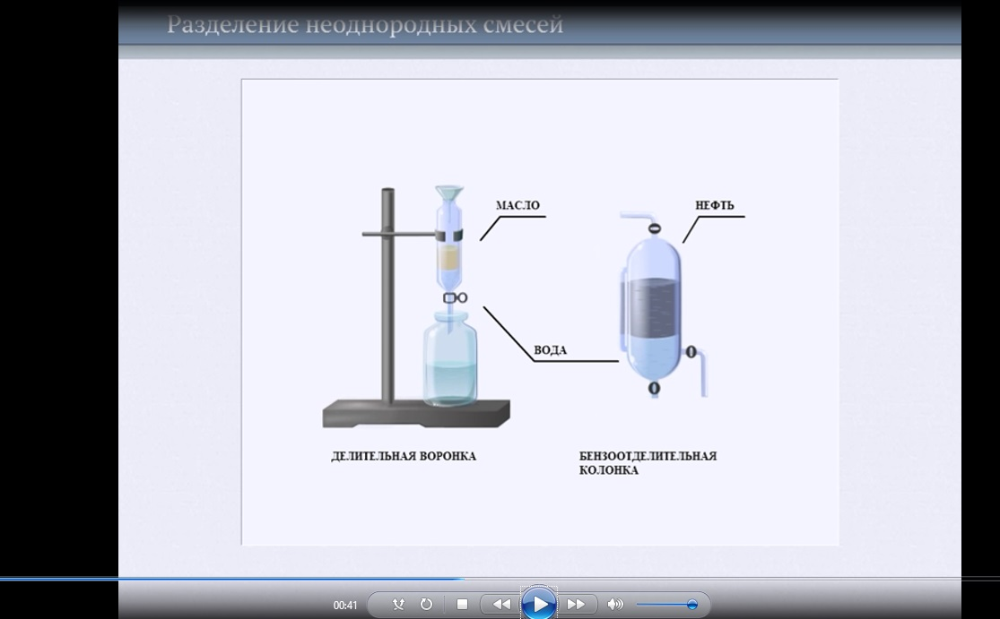 Разделение неоднородных смесей
МАСЛО
НЕФТЬ
ВОДА
ДЕЛИТЕЛЬНАЯ ВОРОНКА
БЕНЗООТДЕЛИТЕЛЬНАЯ
КОЛОНКА
00:41